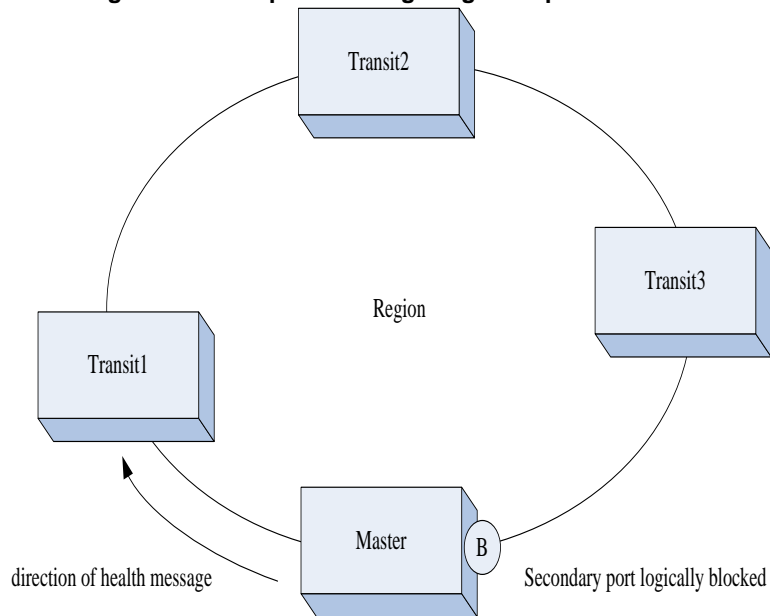 Transit2
Transit3
Region
Transit1
Master
B
direction of health message
Secondary port logically blocked